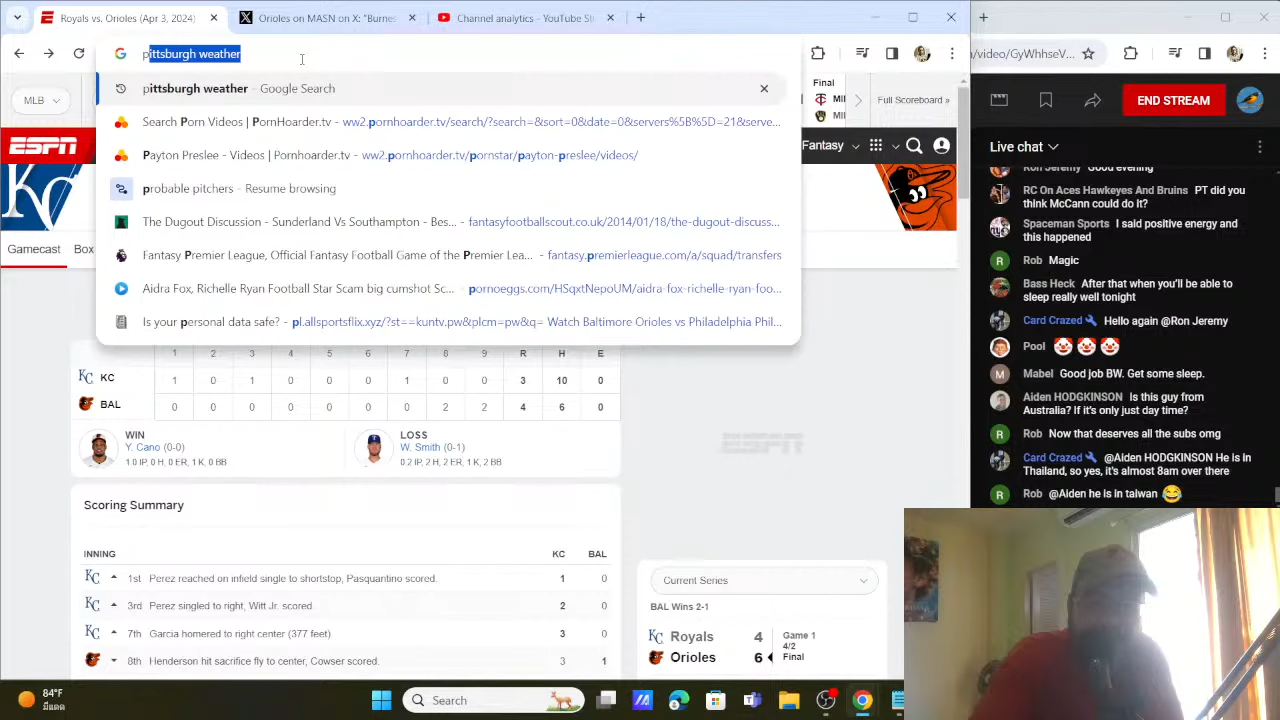 Royals vs. Orioles (Apr 3, 2024)
Orioles on MASN on X: "Burnes
Channel analytics - YouTube St
pittsburgh weather
/video/GyWhhseV...
pittsburgh weather - Google Search
Search Porn Videos | PornHoarder.tv - ww2.pornhoarder.tv/search/?search=&sort=0&date=0&servers%5B%5D=21&serve...
Payton Preslee - Videos | Pornhoarder.tv - ww2.pornhoarder.tv/pornstar/payton-preslee/videos/
probable pitchers - Resume browsing
The Dugout Discussion - Sunderland Vs Southampton - Bes... - fantasyfootballscout.co.uk/2014/01/18/the-dugout-discuss...
Fantasy Premier League, Official Fantasy Football Game of the Premier Lea... - fantasy.premierleague.com/a/squad/transfers
Aidra Fox, Richelle Ryan Football Star Scam big cumshot Sc... - pornoeggs.com/HSqxtNepoUM/aidra-fox-richelle-ryan-foo...
Is your personal data safe? - pl.allsportsflix.xyz/?st==kuntv.pw&plcm=pw&q= Watch Baltimore Orioles vs Philadelphia Phil...
MLB
Final
MIL
Full Scoreboard »
ESPN
Fantasy
KC
Gamecast
Box
1 2 3 4 5 6 7 8 9 R H E
KC 1 0 1 0 0 0 1 0 0 3 10 0
BAL 0 0 0 0 0 0 0 2 2 4 6 0
WIN
Y. Cano (0-0)
1.0 IP, 0 H, 0 ER, 1 K, 0 BB
LOSS
W. Smith (0-1)
0.2 IP, 2 H, 2 ER, 1 K, 2 BB
Scoring Summary
INNING KC BAL
KC 1st Perez reached on infield single to shortstop, Pasquantino scored. 1 0
KC 3rd Perez singled to right, Witt Jr. scored. 2 0
KC 7th Garcia homered to right center (377 feet) 3 0
8th Henderson hit sacrifice fly to center, Cowser scored. 3 1
Current Series
BAL Wins 2-1
KC Royals 4
Orioles 6
Game 1
4/2
Final
END STREAM
Live chat
Ron Jeremy Good evening
RC On Aces Hawkeyes And Bruins PT did you
think McCann could do it?
Spaceman Sports I said positive energy and
this happened
R Rob Magic
Bass Heck After that when you'll be able to
sleep really well tonight
Card Crazed Hello again @Ron Jeremy
Pool 🤡🤡🤡
M Mabel Good job BW. Get some sleep.
Aiden HODGKINSON Is this guy from
Australia? If it's only just day time?
R Rob Now that deserves all the subs omg
Card Crazed @Aiden HODGKINSON He is in
Thailand, so yes, it's almost 8am over there
R Rob @Aiden he is in taiwan 😂
84°F
มีแดด
Search